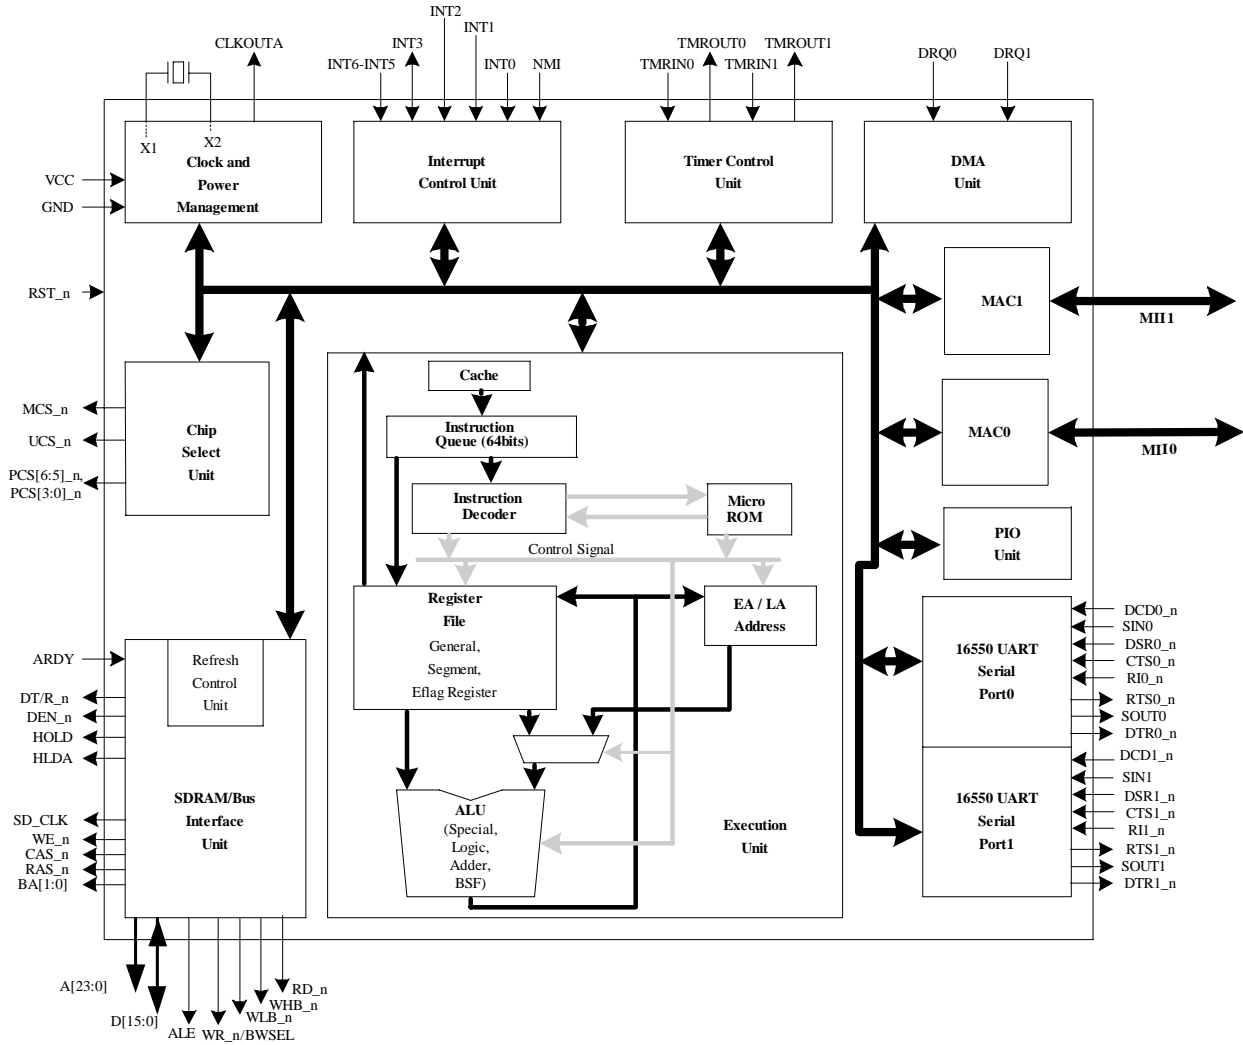 INT2
INT1
CLKOUTA
INT3
TMROUT0
TMROUT1
INT6-INT5
INT0
NMI
TMRIN0
TMRIN1
DRQ0
DRQ1
X1
X2
Clock and
Power
Management
Interrupt
Control Unit
Timer Control
Unit
DMA
Unit
VCC
GND
RST_n
MAC1
MII1
MCS_n
UCS_n
PCS[6:5]_n,
PCS[3:0]_n
Chip
Select
Unit
Cache
Instruction
Queue (64bits)
Instruction
Decoder
Micro
ROM
Control Signal
MAC0
MII0
PIO
Unit
Register
File
General,
Segment,
Eflag Register
EA / LA
Address
ARDY
DT/R_n
DEN_n
HOLD
HLDA
SD_CLK
WE_n
CAS_n
RAS_n
BA[1:0]
Refresh
Control
Unit
SDRAM/Bus
Interface
Unit
ALU
(Special,
Logic,
Adder,
BSF)
Execution
Unit
16550 UART
Serial
Port0
DCD0_n
SIN0
DSR0_n
CTS0_n
RI0_n
RTS0_n
SOUT0
DTR0_n
16550 UART
Serial
Port1
DCD1_n
SIN1
DSR1_n
CTS1_n
RI1_n
RTS1_n
SOUT1
DTR1_n
A[23:0]
D[15:0]
ALE
WR_n/BWSEL
WLB_n
WHB_n
RD_n